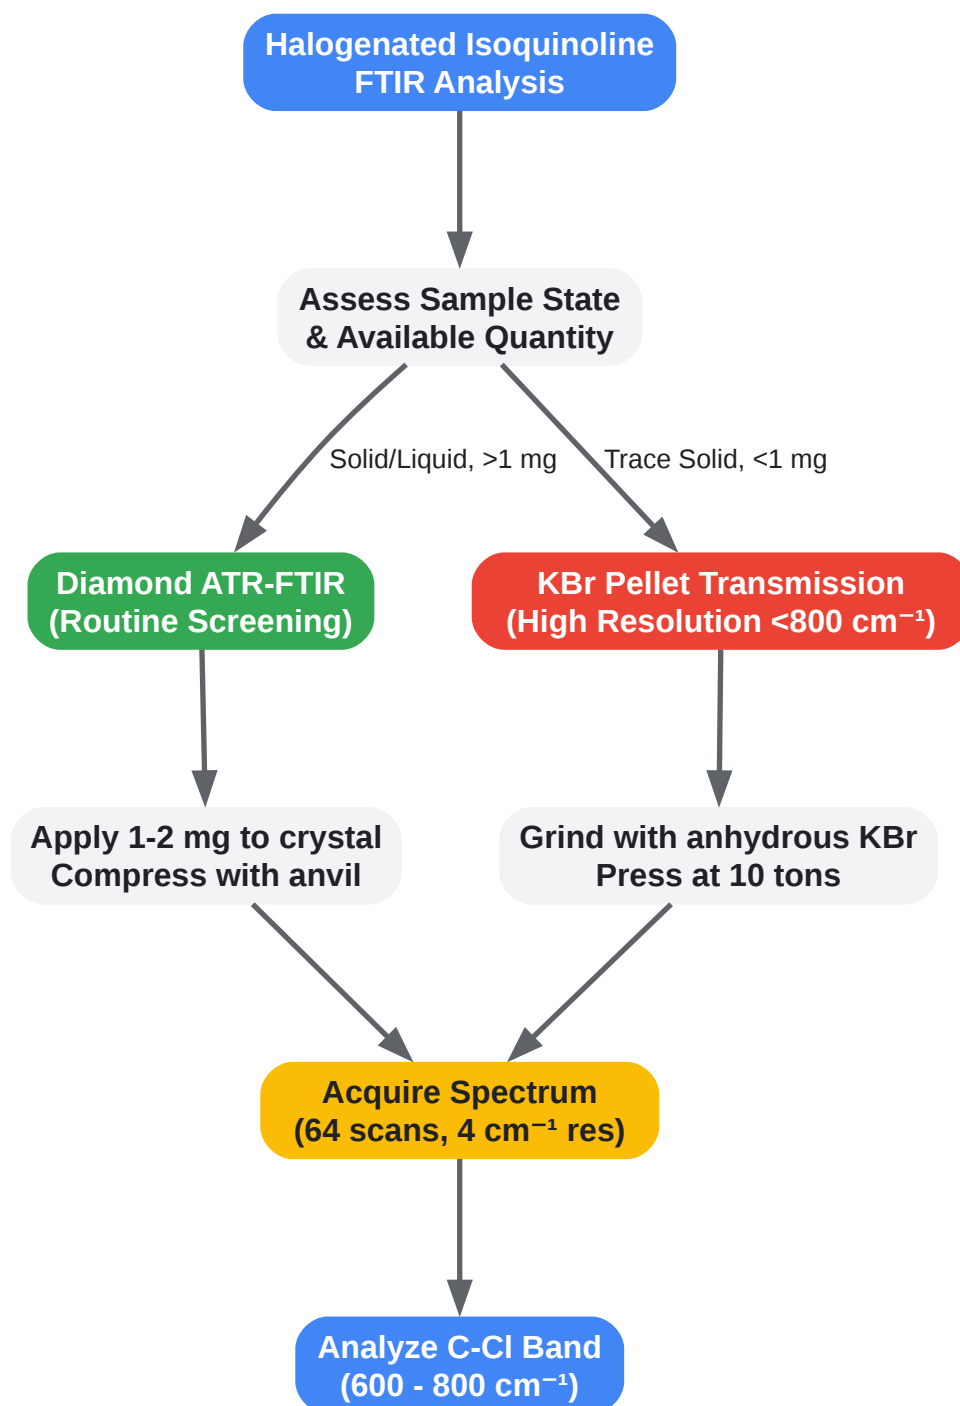 Halogenated Isoquinoline
FTIR Analysis
Assess Sample State
& Available Quantity
Solid/Liquid, >1 mg
Trace Solid, <1 mg
Diamond ATR-FTIR
(Routine Screening)
KBr Pellet Transmission
(High Resolution <800 cm⁻¹)
Apply 1-2 mg to crystal
Compress with anvil
Grind with anhydrous KBr
Press at 10 tons
Acquire Spectrum
(64 scans, 4 cm⁻¹ res)
Analyze C-Cl Band
(600 - 800 cm⁻¹)